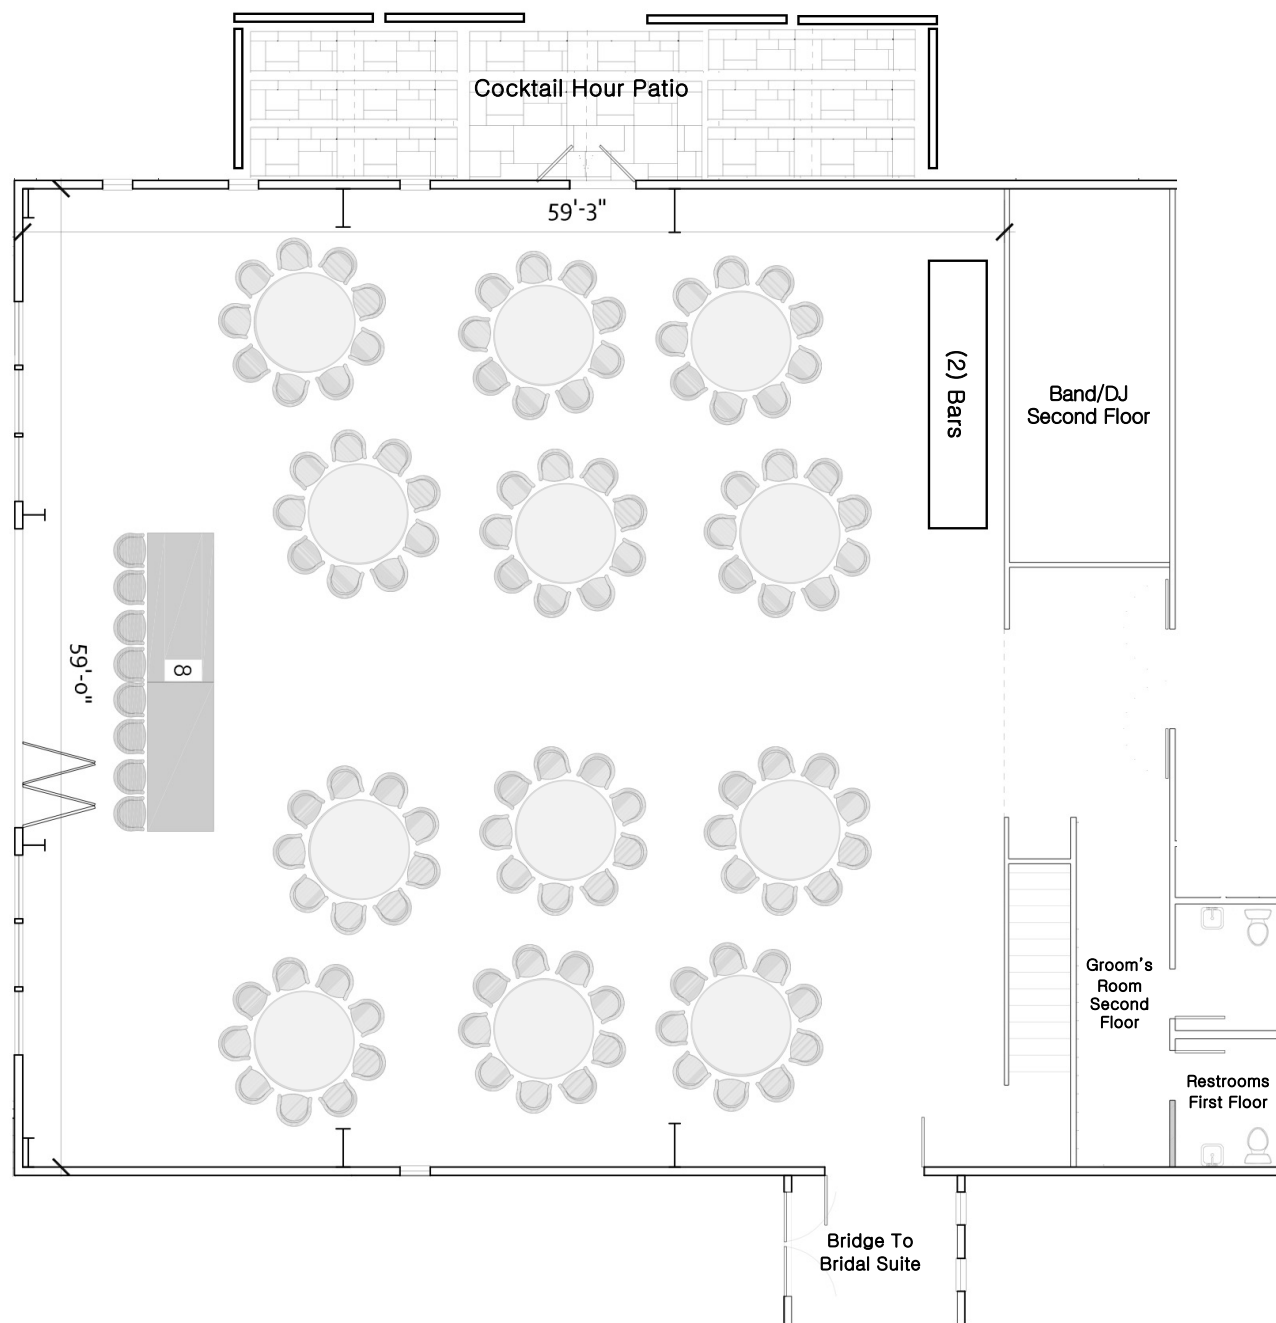 Cocktail Hour Patio
59'-3"
(2) Bars
Band/DJ
Second Floor
8
59'-0"
Groom's
Room
Second
Floor
Restrooms
First Floor
Bridge To
Bridal Suite